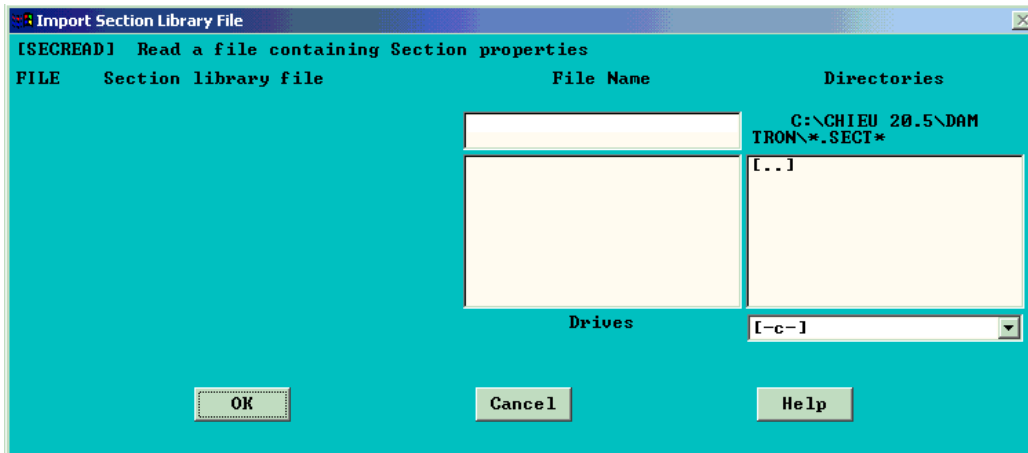 Import Section Library File
[SECREAD] Read a file containing Section properties
FILE Section library file File Name Directories
C:\CHIEU 20.5\DAM
TRON\*.SECT*
[..]
Drives [-c-]
OK Cancel Help